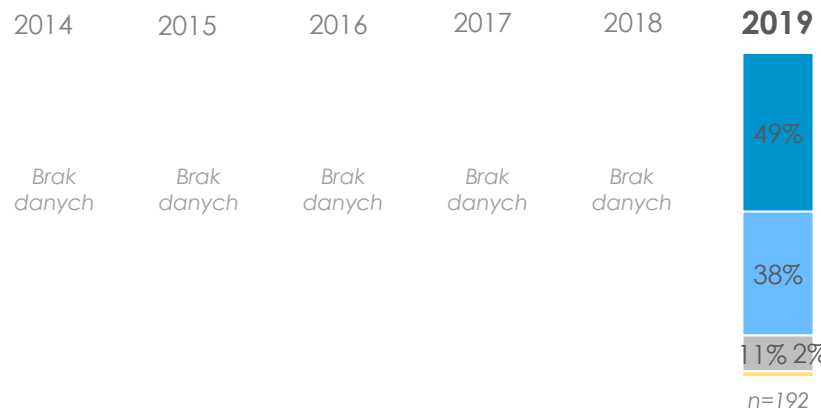 2014 2015 2016 2017 2018 2019
49%
Brak danych
Brak danych
Brak danych
Brak danych
Brak danych
38%
11% 2%
n=192